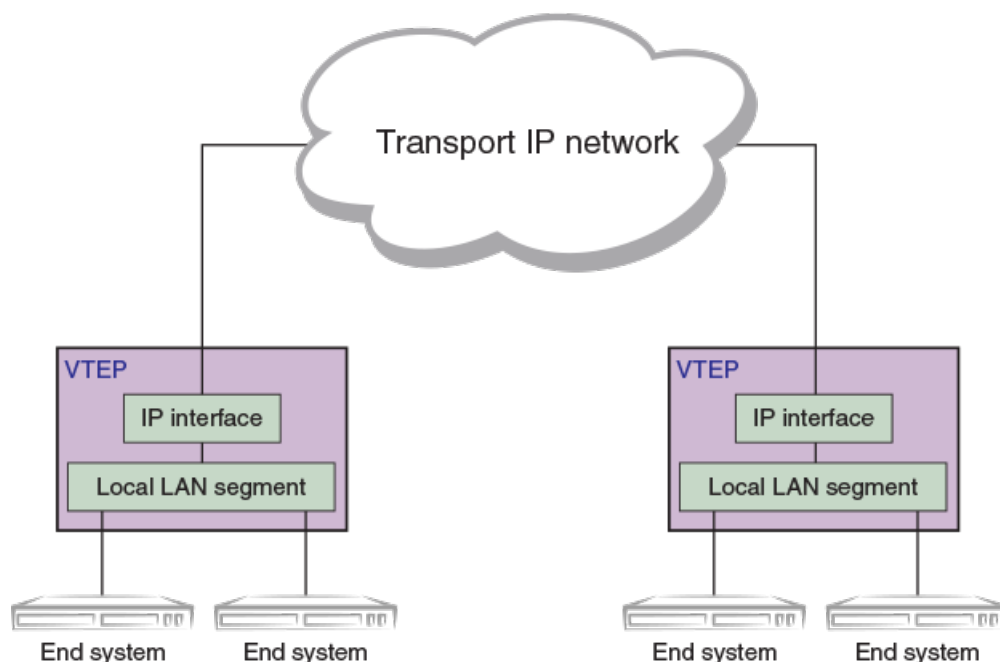 Transport IP network
VTEP
IP interface
Local LAN segment
End system
End system
VTEP
IP interface
Local LAN segment
End system
End system